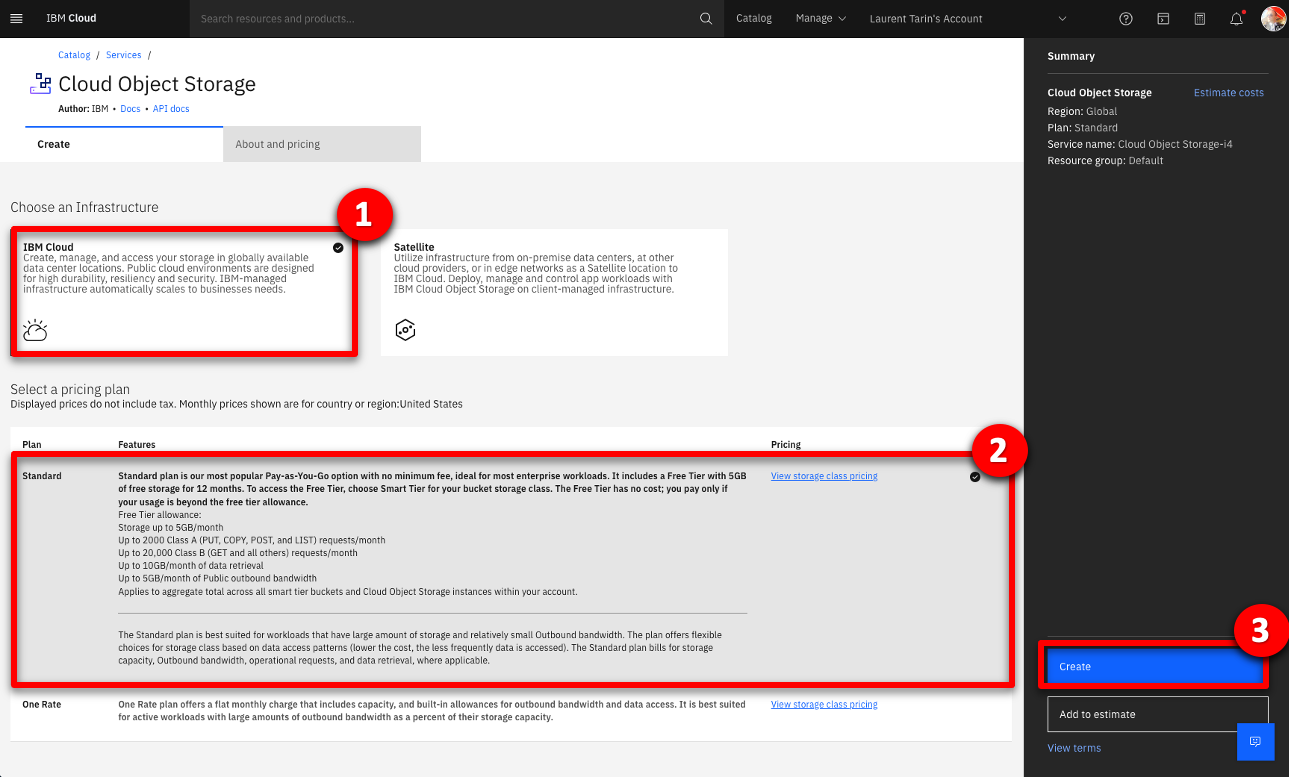 IBM Cloud
Search resources and products...
Catalog
Manage
Laurent Tarin's Account
Catalog / Services /
Cloud Object Storage
Author: IBM • Docs • API docs
Create
About and pricing
Choose an Infrastructure
1
IBM Cloud
Create, manage, and access your storage in globally available
data center locations. Public cloud environments are designed
for high durability, resiliency and security. IBM-managed
infrastructure automatically scales to businesses needs.
Satellite
Utilize infrastructure from on-premise data centers, at other
cloud providers, or in edge networks as a Satellite location to
IBM Cloud. Deploy, manage and control app workloads with
IBM Cloud Object Storage on client-managed infrastructure.
Select a pricing plan
Displayed prices do not include tax. Monthly prices shown are for country or region:United States
Plan
Features
Pricing
2
Standard
Standard plan is our most popular Pay-as-You-Go option with no minimum fee, ideal for most enterprise workloads. It includes a Free Tier with 5GB
of free storage for 12 months. To access the Free Tier, choose Smart Tier for your bucket storage class. The Free Tier has no cost; you pay only if
your usage is beyond the free tier allowance.
Free Tier allowance:
Storage up to 5GB/month
Up to 2000 Class A (PUT, COPY, POST, and LIST) requests/month
Up to 20,000 Class B (GET and all others) requests/month
Up to 10GB/month of data retrieval
Up to 5GB/month of Public outbound bandwidth
Applies to aggregate total across all smart tier buckets and Cloud Object Storage instances within your account.
The Standard plan is best suited for workloads that have large amount of storage and relatively small Outbound bandwidth. The plan offers flexible
choices for storage class based on data access patterns (lower the cost, the less frequently data is accessed). The Standard plan bills for storage
capacity, Outbound bandwidth, operational requests, and data retrieval, where applicable.
View storage class pricing
One Rate
One Rate plan offers a flat monthly charge that includes capacity, and built-in allowances for outbound bandwidth and data access. It is best suited
for active workloads with large amounts of outbound bandwidth as a percent of their storage capacity.
View storage class pricing
Summary
Cloud Object Storage
Estimate costs
Region: Global
Plan: Standard
Service name: Cloud Object Storage-i4
Resource group: Default
3
Create
Add to estimate
View terms